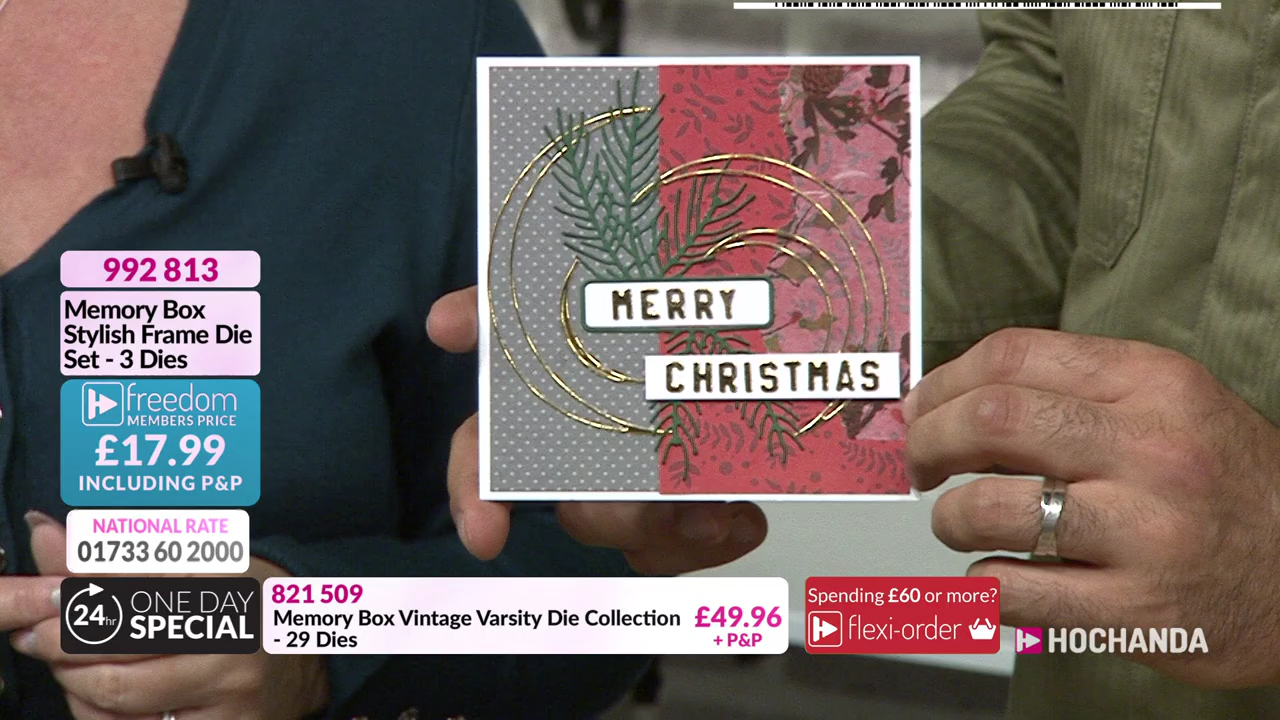 MERRY
CHRISTMAS
992 813
Memory Box
Stylish Frame Die
Set - 3 Dies
freedom
MEMBERS PRICE
£17.99
INCLUDING P&P
NATIONAL RATE
01733 60 2000
24hr
ONE DAY
SPECIAL
821 509
Memory Box Vintage Varsity Die Collection
- 29 Dies
£49.96
+ P&P
Spending £60 or more?
flexi-order
HOCHANDA